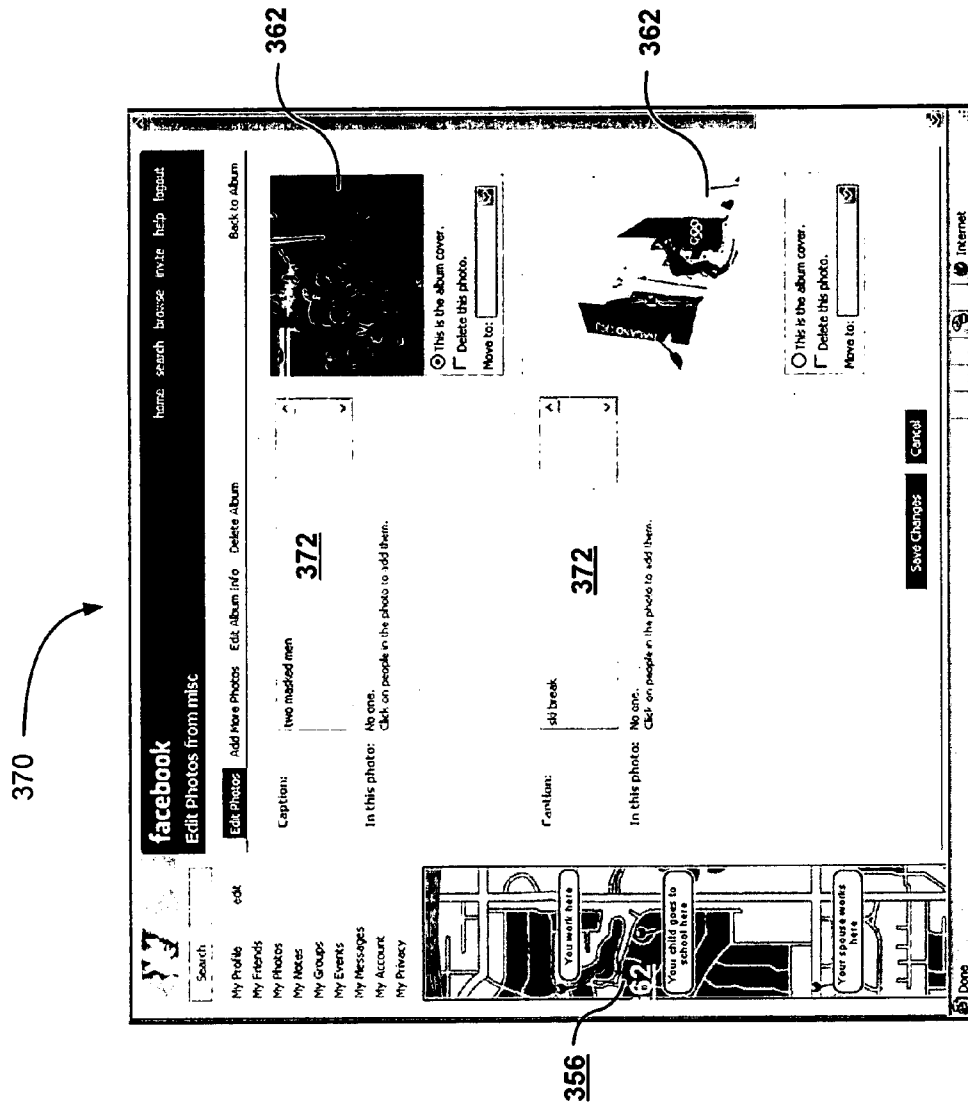 370
facebook
home search browse invite help logout
Edit Photos from misc
Search
My Profile edit
My Friends
My Photos
My Notes
My Groups
My Events
My Messages
My Account
My Privacy
Edit Photos Add More Photos Edit Album Info Delete Album Back to Album
Caption:
two masked men
372
In this photo: No one.
Click on people in the photo to add them.
362
This is the album cover.
Delete this photo.
Move to:
Caption:
ski break
372
In this photo: No one.
Click on people in the photo to add them.
362
This is the album cover.
Delete this photo.
Move to:
Save Changes Cancel
You work here
62
Your child goes to
school here
Your spouse works
here
356
Done
Internet